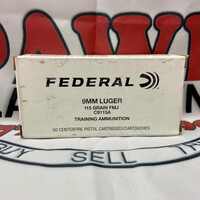 FEDERAL
9MM LUGER
115 GRAIN FMJ
C9115A
TRAINING AMMUNITION
50 CENTERFIRE PISTOL CARTRIDGES/CARTOUCHES
SELL